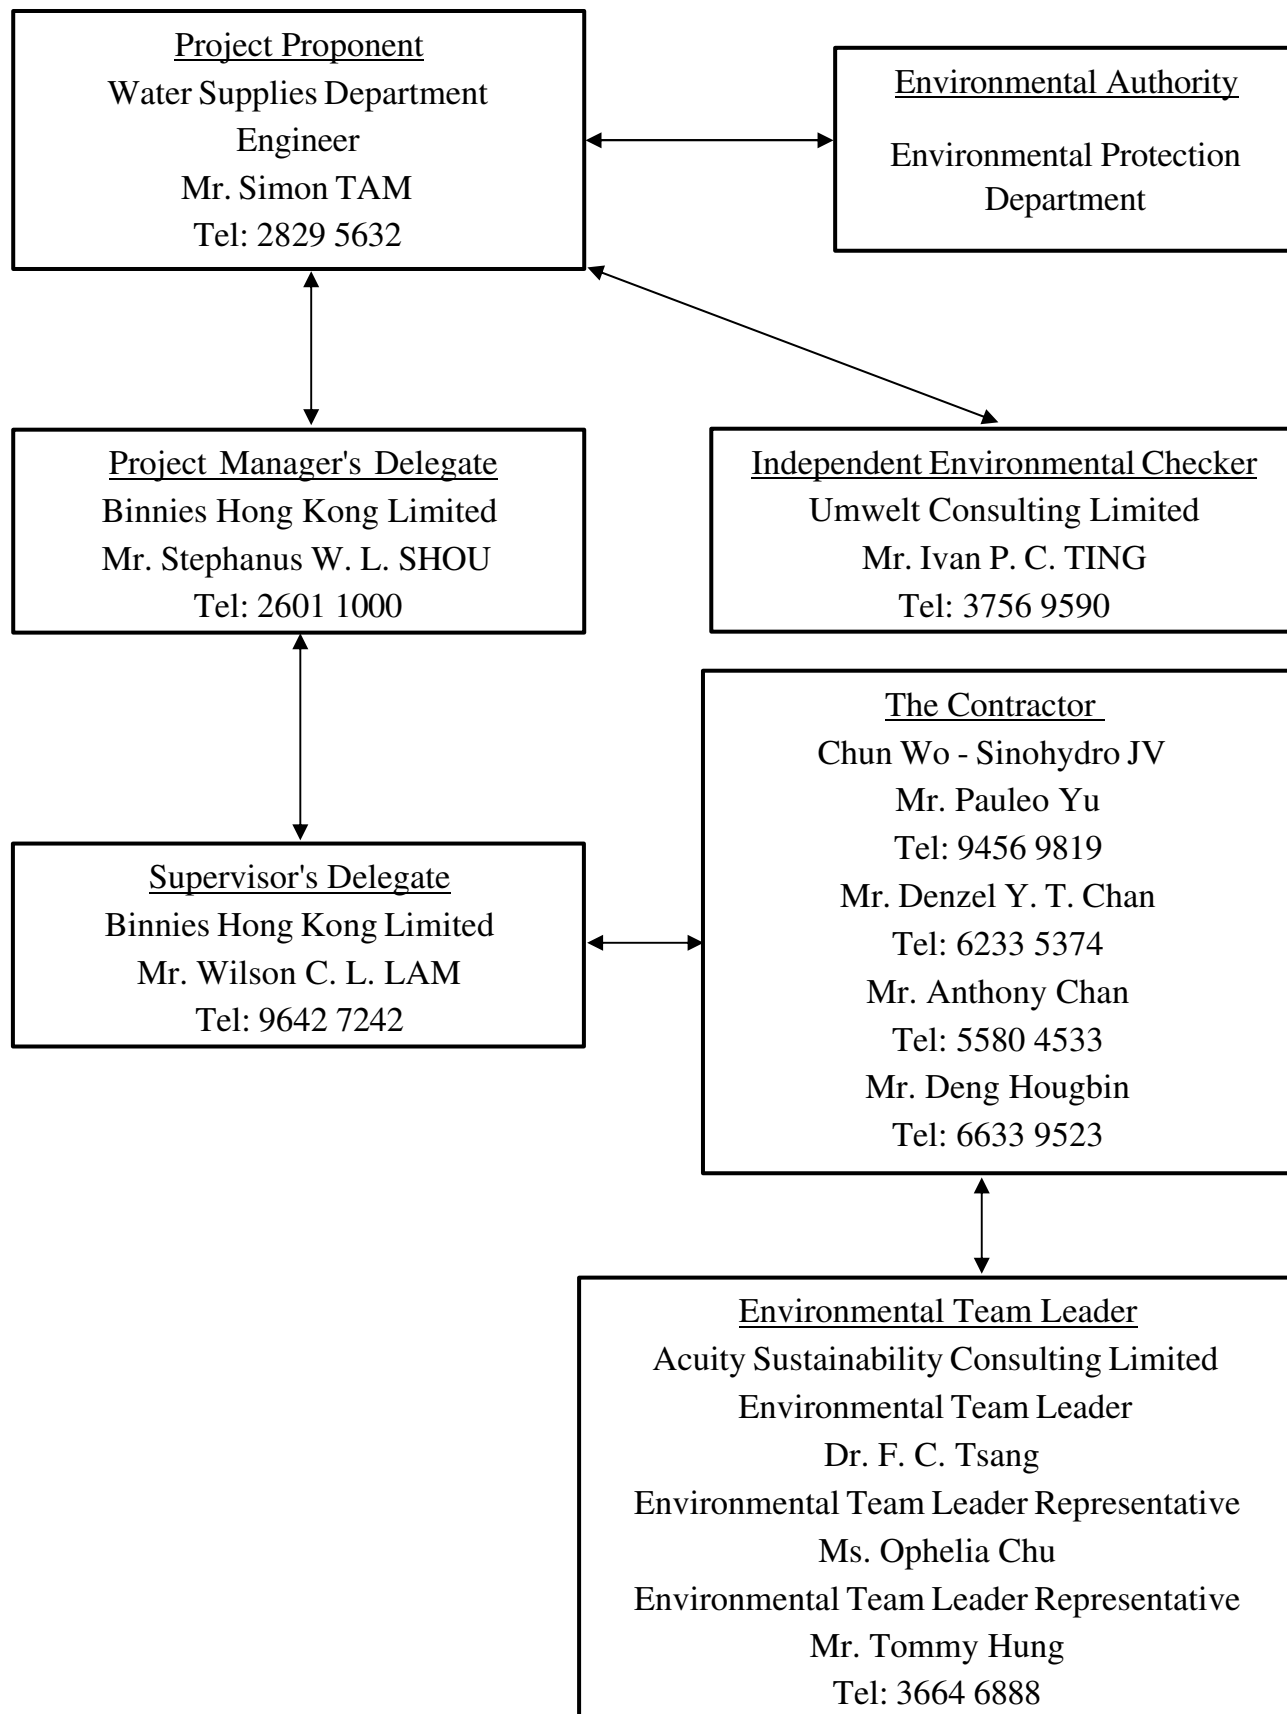 Project Proponent
Water Supplies Department
Engineer
Mr. Simon TAM
Tel: 2829 5632
Environmental Authority
Environmental Protection
Department
Project Manager's Delegate
Binnies Hong Kong Limited
Mr. Stephanus W. L. SHOU
Tel: 2601 1000
Independent Environmental Checker
Umwelt Consulting Limited
Mr. Ivan P. C. TING
Tel: 3756 9590
Supervisor's Delegate
Binnies Hong Kong Limited
Mr. Wilson C. L. LAM
Tel: 9642 7242
The Contractor
Chun Wo - Sinohydro JV
Mr. Pauleo Yu
Tel: 9456 9819
Mr. Denzel Y. T. Chan
Tel: 6233 5374
Mr. Anthony Chan
Tel: 5580 4533
Mr. Deng Hougbin
Tel: 6633 9523
Environmental Team Leader
Acuity Sustainability Consulting Limited
Environmental Team Leader
Dr. F. C. Tsang
Environmental Team Leader Representative
Ms. Ophelia Chu
Environmental Team Leader Representative
Mr. Tommy Hung
Tel: 3664 6888